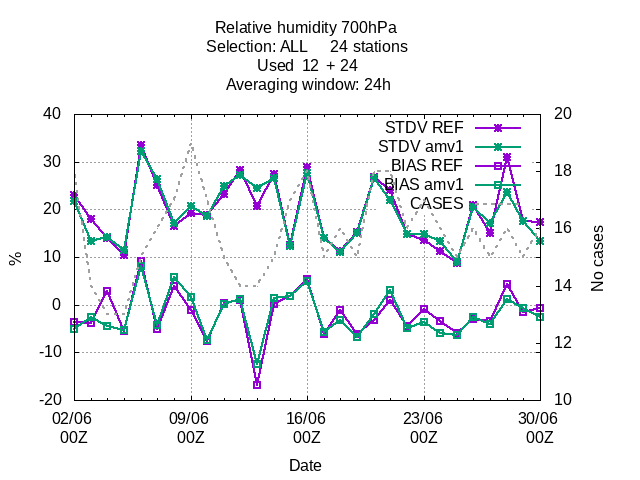 Relative humidity 700hPa
Selection: ALL     24 stations
Used  12  + 24
Averaging window: 24h
40
30
20
10
0
-10
-20
%
20
18
16
14
12
10
No cases
STDV REF
STDV amv1
BIAS REF
BIAS amv1
CASES
02/06 09/06 16/06 23/06 30/06
00Z 00Z 00Z 00Z 00Z
Date